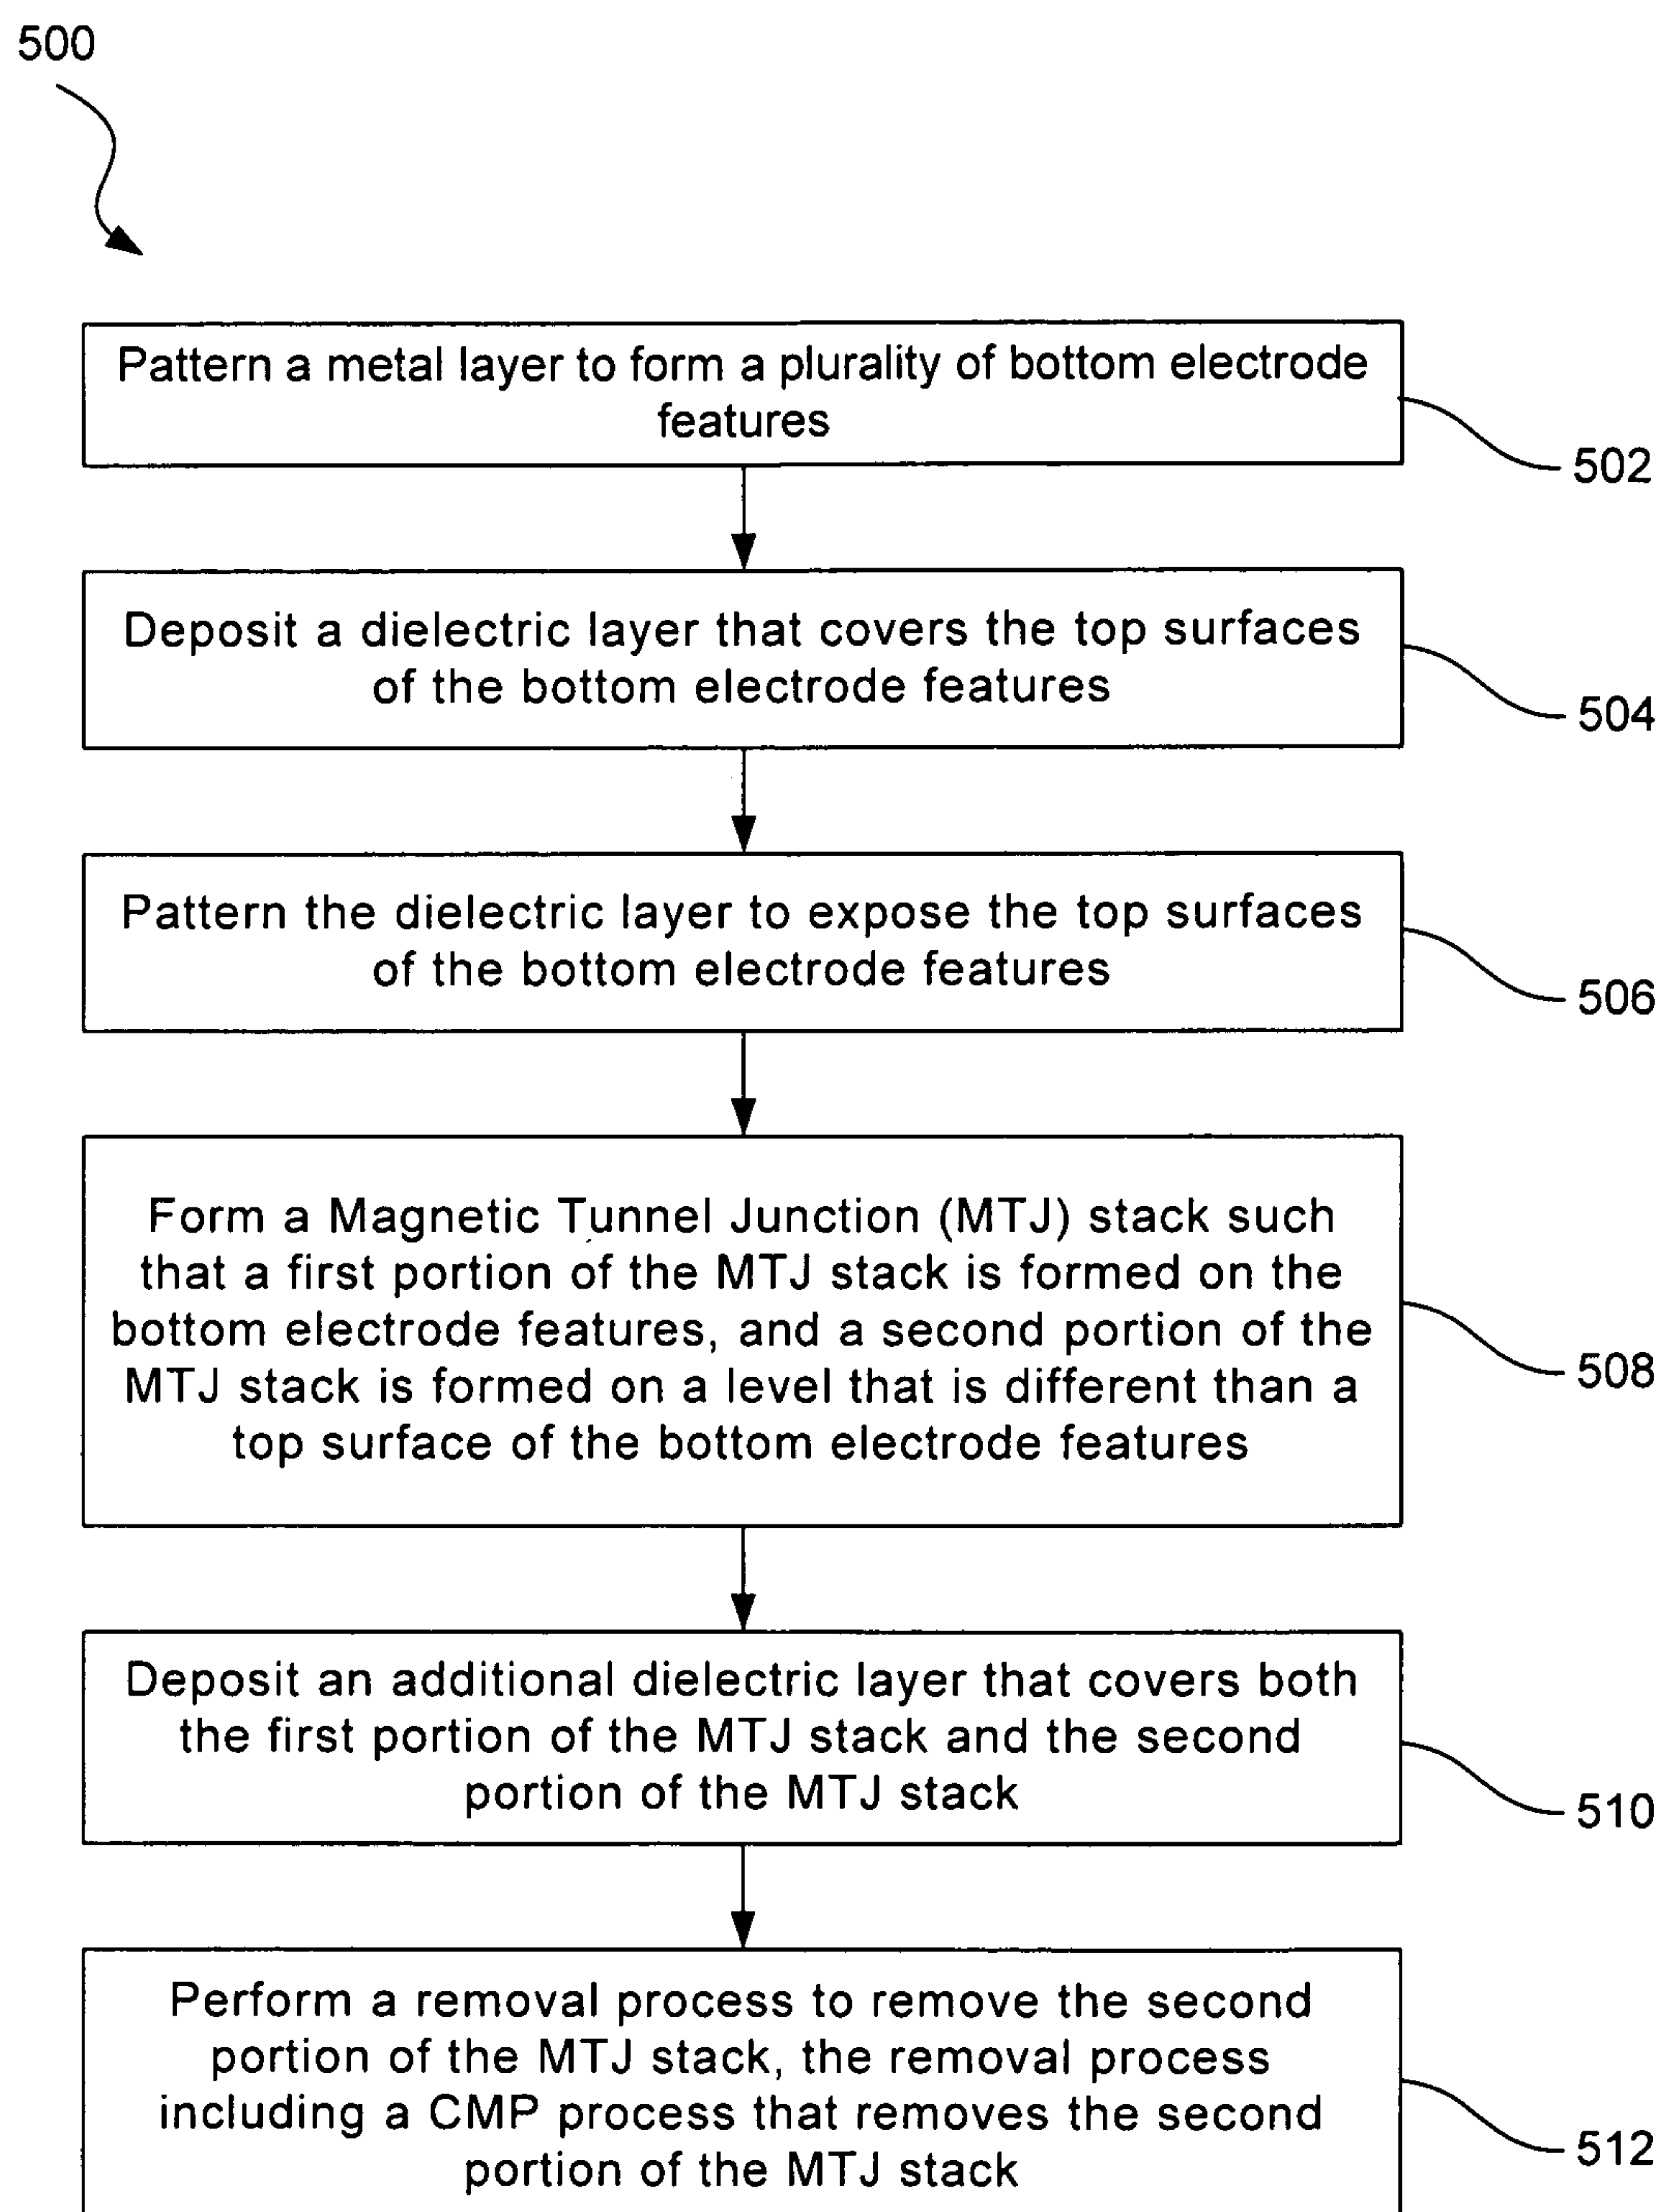 500
Pattern a metal layer to form a plurality of bottom electrode
features
502
Deposit a dielectric layer that covers the top surfaces
of the bottom electrode features
504
Pattern the dielectric layer to expose the top surfaces
of the bottom electrode features
506
Form a Magnetic Tunnel Junction (MTJ) stack such
that a first portion of the MTJ stack is formed on the
bottom electrode features, and a second portion of the
MTJ stack is formed on a level that is different than a
top surface of the bottom electrode features
508
Deposit an additional dielectric layer that covers both
the first portion of the MTJ stack and the second
portion of the MTJ stack
510
Perform a removal process to remove the second
portion of the MTJ stack, the removal process
including a CMP process that removes the second
portion of the MTJ stack
512